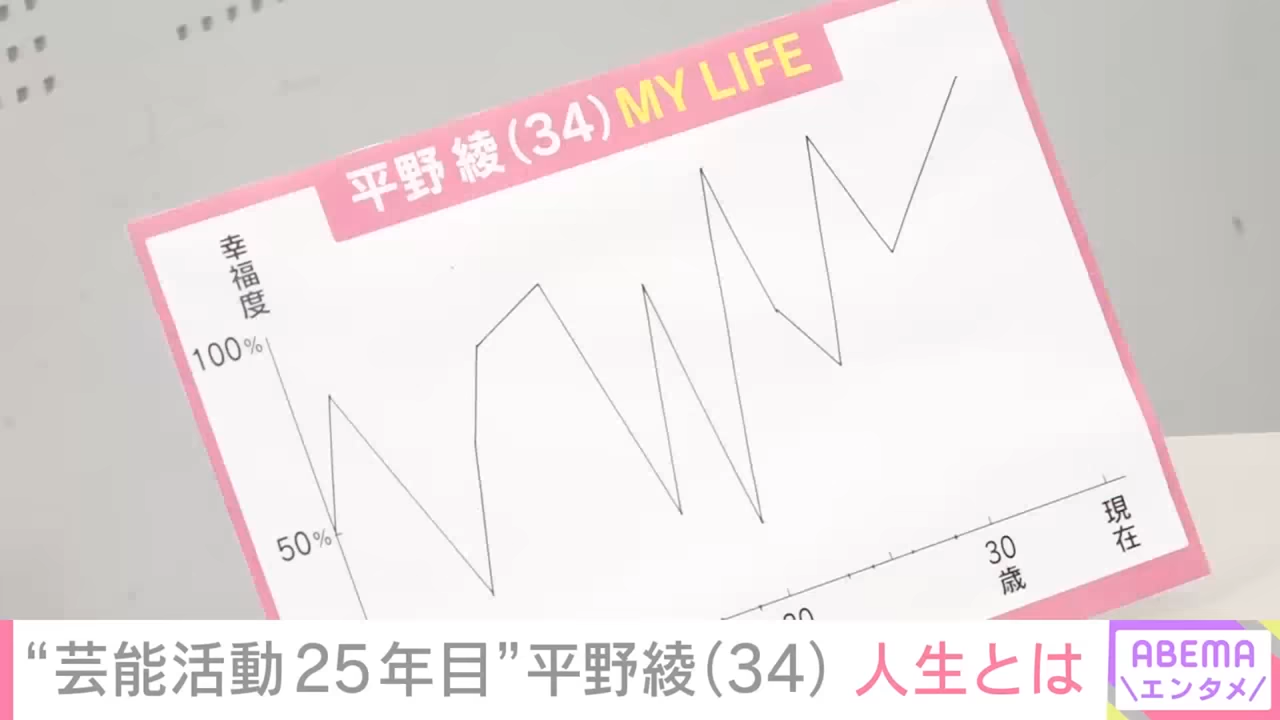 平野 綾(34)MY LIFE
幸福度
100%
50%
20
30
歳
現在
“芸能活動25年目”平野綾(34) 人生とは
ABEMA
\エンタメ/